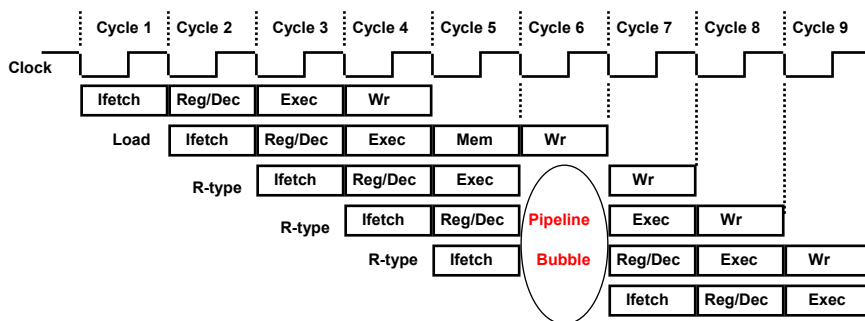 Cycle 1 Cycle 2 Cycle 3 Cycle 4 Cycle 5 Cycle 6 Cycle 7 Cycle 8 Cycle 9
Clock
Ifetch Reg/Dec Exec Wr
Load Ifetch Reg/Dec Exec Mem Wr
R-type Ifetch Reg/Dec Exec Wr
R-type Ifetch Reg/Dec Pipeline Exec Wr
R-type Ifetch Bubble Reg/Dec Exec Wr
Ifetch Reg/Dec Exec